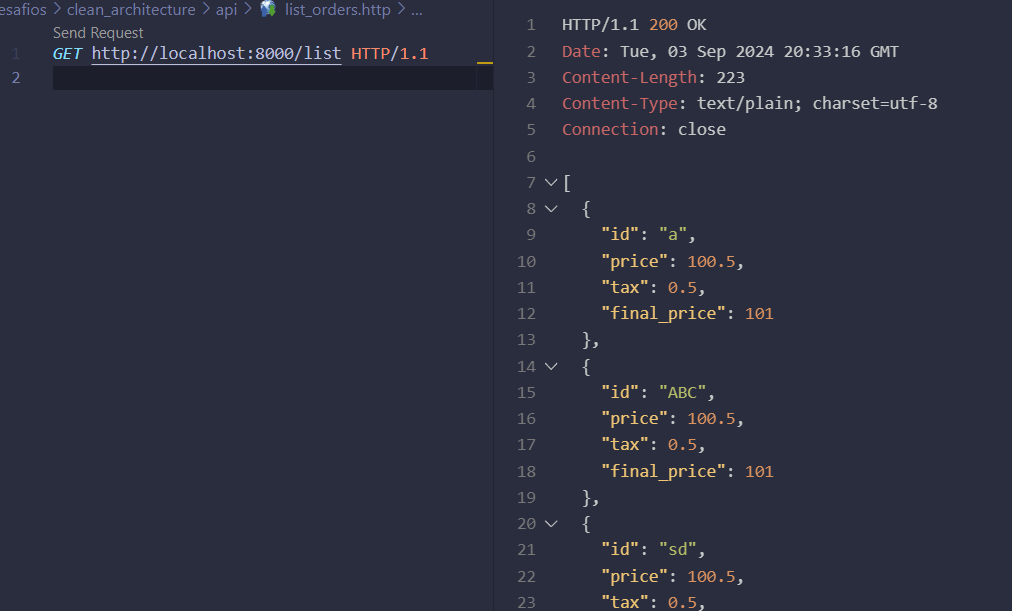 esafios > clean_architecture > api > list_orders.http > ...
Send Request
1 GET http://localhost:8000/list HTTP/1.1
2
1 HTTP/1.1 200 OK
2 Date: Tue, 03 Sep 2024 20:33:16 GMT
3 Content-Length: 223
4 Content-Type: text/plain; charset=utf-8
5 Connection: close
6
7 [
8 {
9 "id": "a",
10 "price": 100.5,
11 "tax": 0.5,
12 "final_price": 101
13 },
14 {
15 "id": "ABC",
16 "price": 100.5,
17 "tax": 0.5,
18 "final_price": 101
19 },
20 {
21 "id": "sd",
22 "price": 100.5,
23 "tax": 0.5,